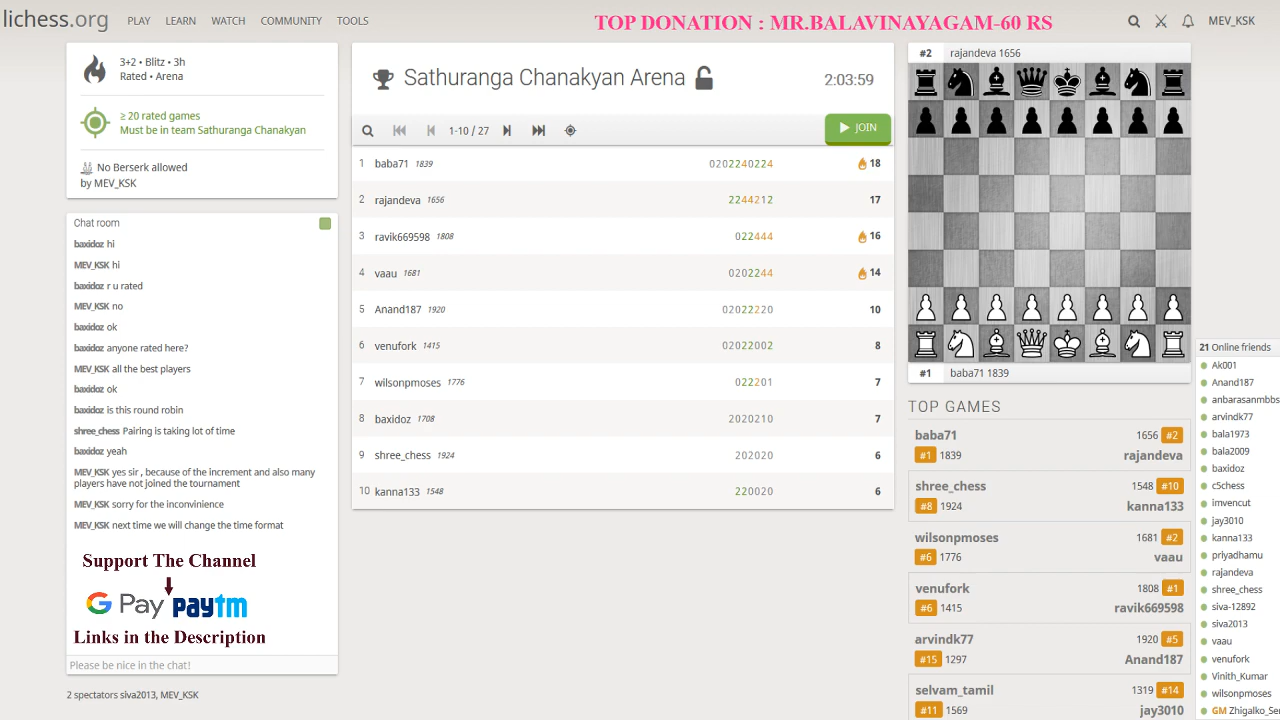 lichess.org
PLAY LEARN WATCH COMMUNITY TOOLS
TOP DONATION : MR.BALAVINAYAGAM-60 RS
MEV_KSK
3+2 • Blitz • 3h
Rated • Arena
≥ 20 rated games
Must be in team Sathuranga Chanakyan
No Berserk allowed
by MEV_KSK
Chat room
baxidoz hi
MEV_KSK hi
baxidoz r u rated
MEV_KSK no
baxidoz ok
baxidoz anyone rated here?
MEV_KSK all the best players
baxidoz ok
baxidoz is this round robin
shree_chess Pairing is taking lot of time
baxidoz yeah
MEV_KSK yes sir , because of the increment and also many
players have not joined the tournament
MEV_KSK sorry for the inconvinience
MEV_KSK next time we will change the time format
Support The Channel
G Pay paytm
Links in the Description
Please be nice in the chat!
2 spectators siva2013, MEV_KSK
Sathuranga Chanakyan Arena
2:03:59
1-10 / 27
JOIN
1 baba71 1839 0202240224 18
2 rajandeva 1656 2244212 17
3 ravik669598 1808 022444 16
4 vaau 1681 0202244 14
5 Anand187 1920 02022220 10
6 venufork 1415 02022002 8
7 wilsonpmoses 1776 022201 7
8 baxidoz 1708 2020210 7
9 shree_chess 1924 202020 6
10 kanna133 1548 220020 6
#2 rajandeva 1656
#1 baba71 1839
TOP GAMES
baba71 1656 #2
#1 1839 rajandeva
shree_chess 1548 #10
#8 1924 kanna133
wilsonpmoses 1681 #2
#6 1776 vaau
venufork 1808 #1
#6 1415 ravik669598
arvindk77 1920 #5
#15 1297 Anand187
selvam_tamil 1319 #14
#11 1569 jay3010
21 Online friends
Ak001
Anand187
anbarasanmbbs
arvindk77
bala1973
bala2009
baxidoz
c5chess
imvencut
jay3010
kanna133
priyadhamu
rajandeva
shree_chess
siva-12892
siva2013
vaau
venufork
Vinith_Kumar
wilsonpmoses
GM Zhigalko_Se